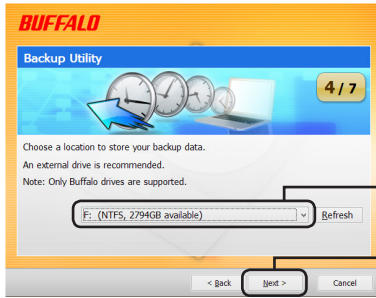 BUFFALO
Backup Utility
4/7
Choose a location to store your backup data.
An external drive is recommended.
Note: Only Buffalo drives are supported.
F: (NTFS, 2794GB available)
Refresh
< Back
Next >
Cancel